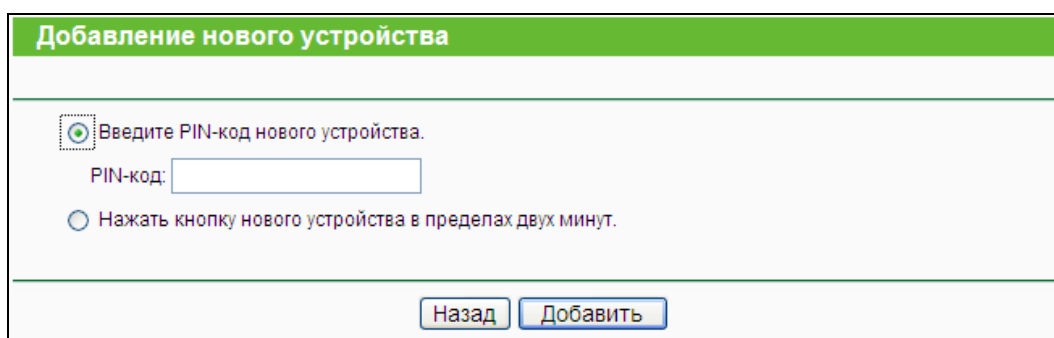 Добавление нового устройства
Введите PIN-код нового устройства.
PIN-код:
Нажать кнопку нового устройства в пределах двух минут.
Назад Добавить